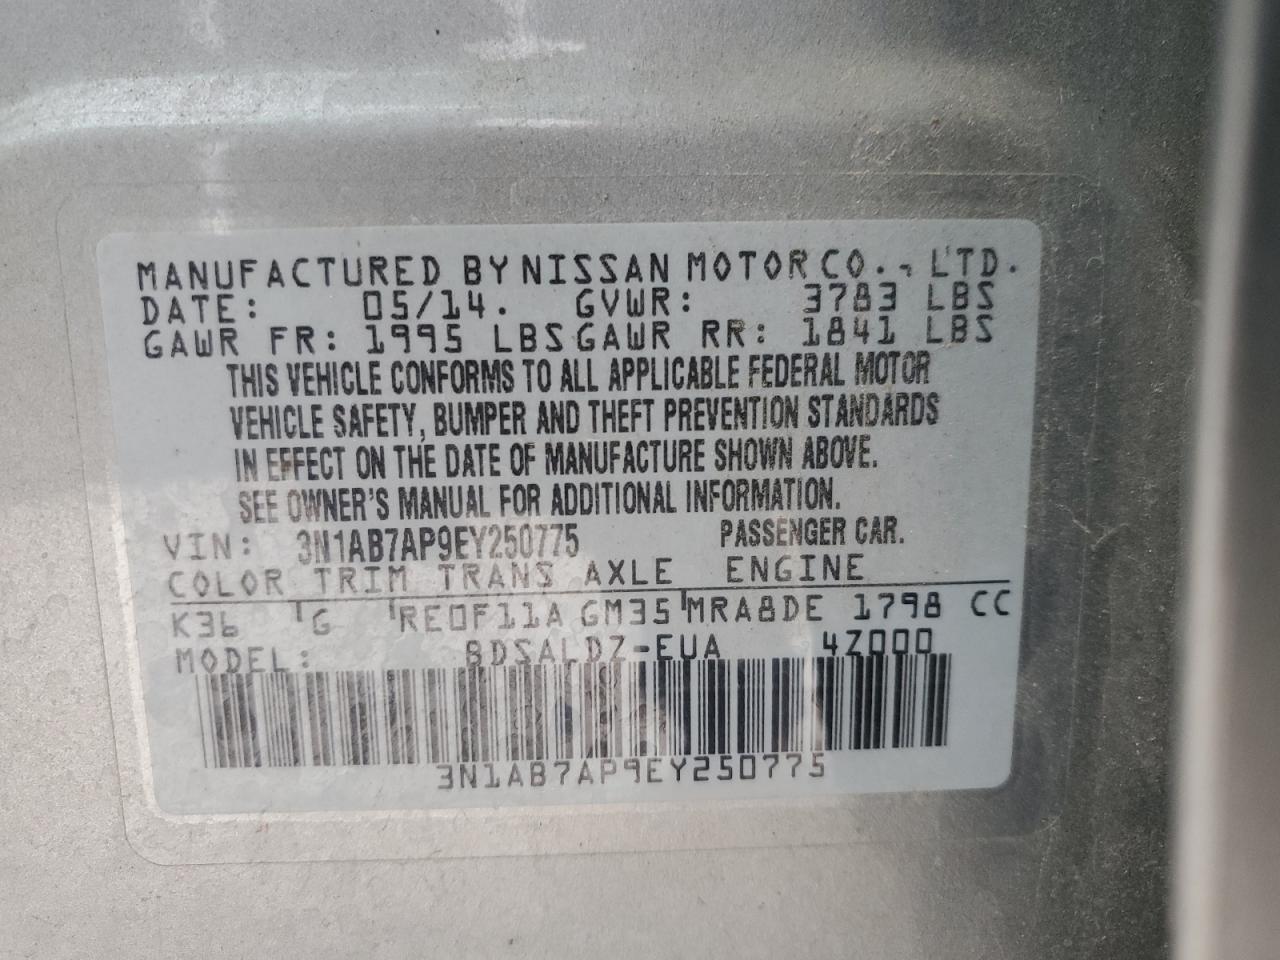 MANUFACTURED BY NISSAN MOTOR CO., LTD.
DATE: 05/14. GVWR: 3783 LBS
GAWR FR: 1995 LBS GAWR RR: 1841 LBS
THIS VEHICLE CONFORMS TO ALL APPLICABLE FEDERAL MOTOR
VEHICLE SAFETY, BUMPER AND THEFT PREVENTION STANDARDS
IN EFFECT ON THE DATE OF MANUFACTURE SHOWN ABOVE.
SEE OWNER'S MANUAL FOR ADDITIONAL INFORMATION.
VIN: 3N1AB7AP9EY250775 PASSENGER CAR.
COLOR TRIM TRANS AXLE ENGINE
K36 G RE0F11A GM35 MRA8DE 1798 CC
MODEL: BDSALDZ-EUA 4Z000
3N1AB7AP9EY250775